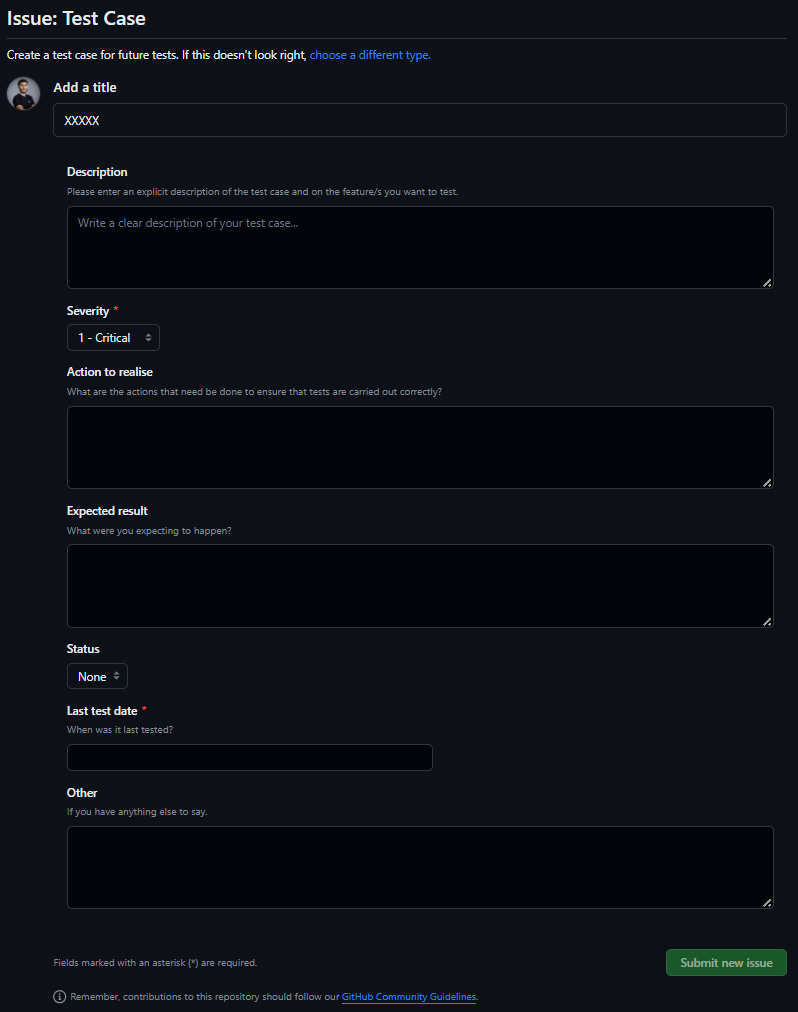 Issue: Test Case
Create a test case for future tests. If this doesn't look right, choose a different type.
Add a title
XXXXX
Description
Please enter an explicit description of the test case and on the feature/s you want to test.
Write a clear description of your test case...
Severity *
1 - Critical
Action to realise
What are the actions that need be done to ensure that tests are carried out correctly?
Expected result
What were you expecting to happen?
Status
None
Last test date *
When was it last tested?
Other
If you have anything else to say.
Fields marked with an asterisk (*) are required.
Submit new issue
Remember, contributions to this repository should follow our GitHub Community Guidelines.